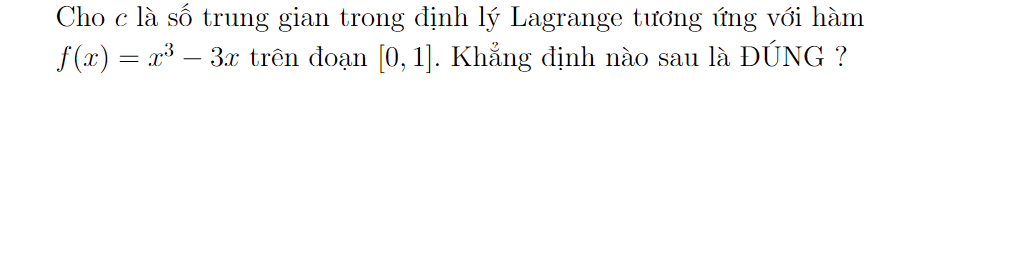 Cho c là số trung gian trong định lý Lagrange tương ứng với hàm
f(x) = x³ − 3x trên đoạn [0, 1]. Khẳng định nào sau là ĐÚNG ?